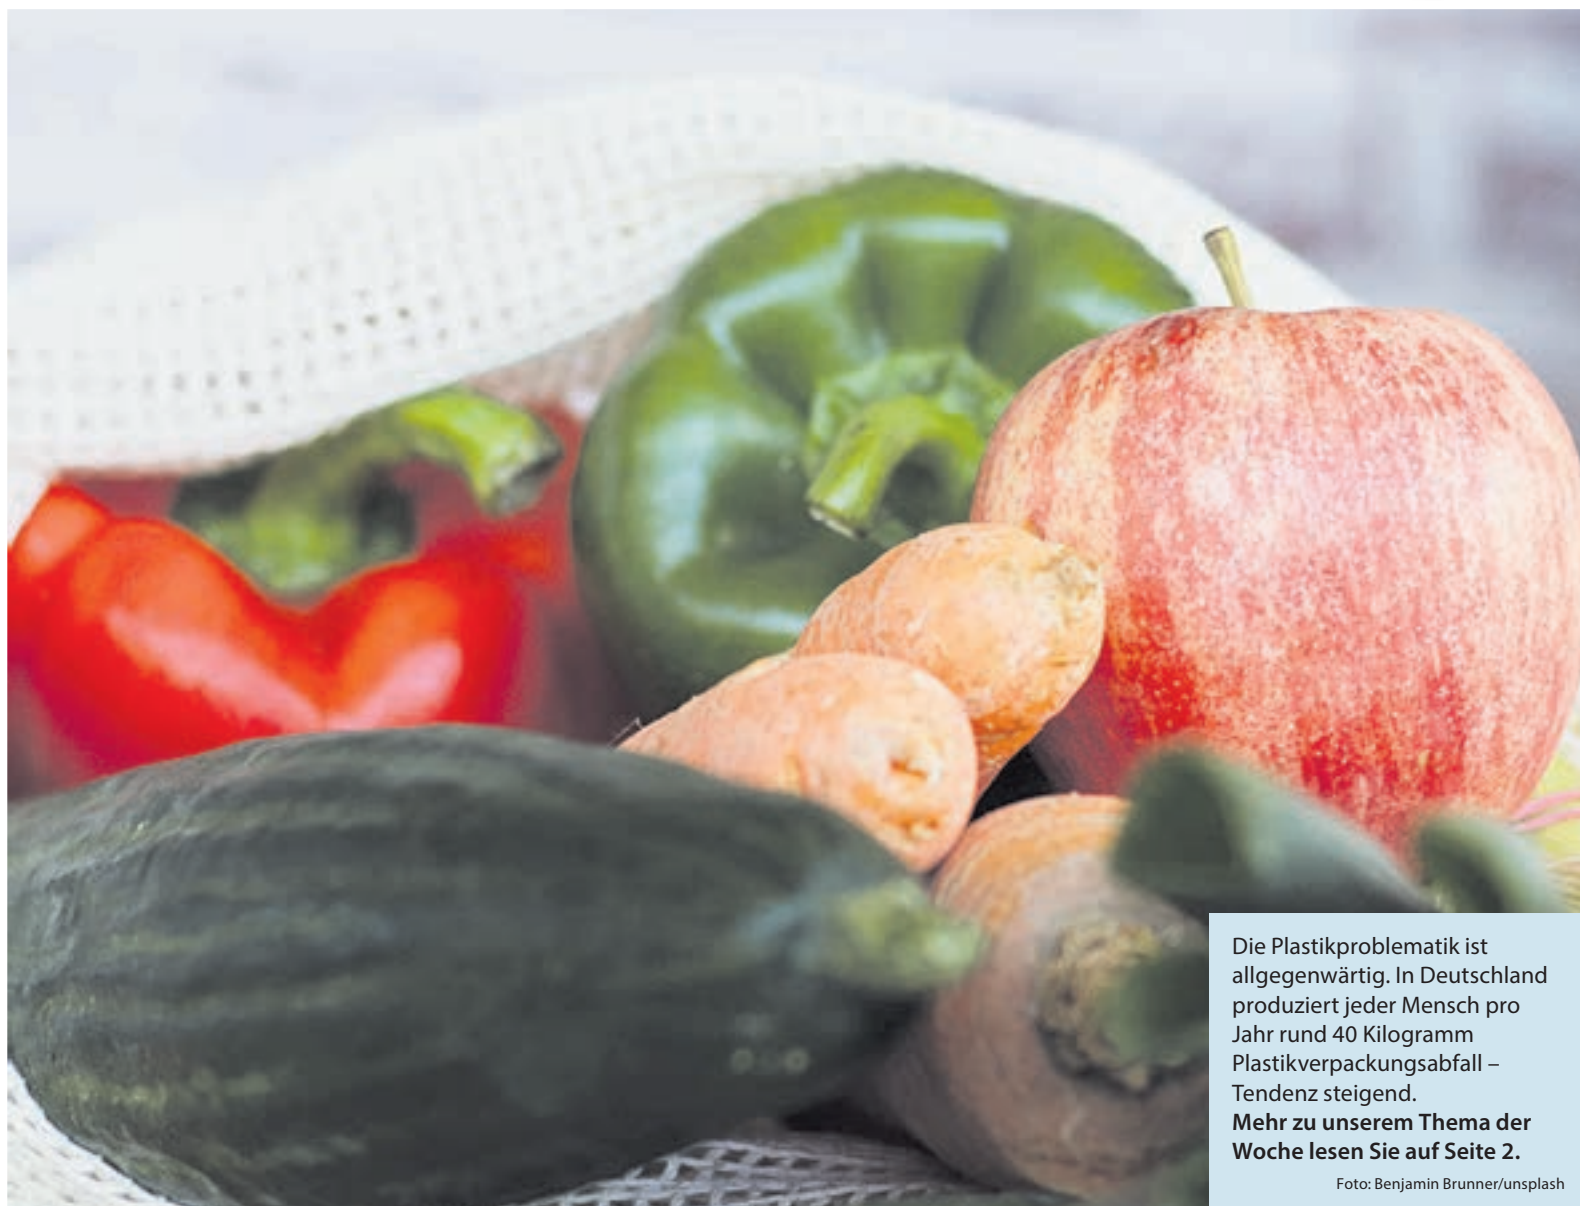 Die Plastikproblematik ist
allgegenwärtig. In Deutschland
produziert jeder Mensch pro
Jahr rund 40 Kilogramm
Plastikverpackungsabfall –
Tendenz steigend.
Mehr zu unserem Thema der
Woche lesen Sie auf Seite 2.
Foto: Benjamin Brunner/unsplash